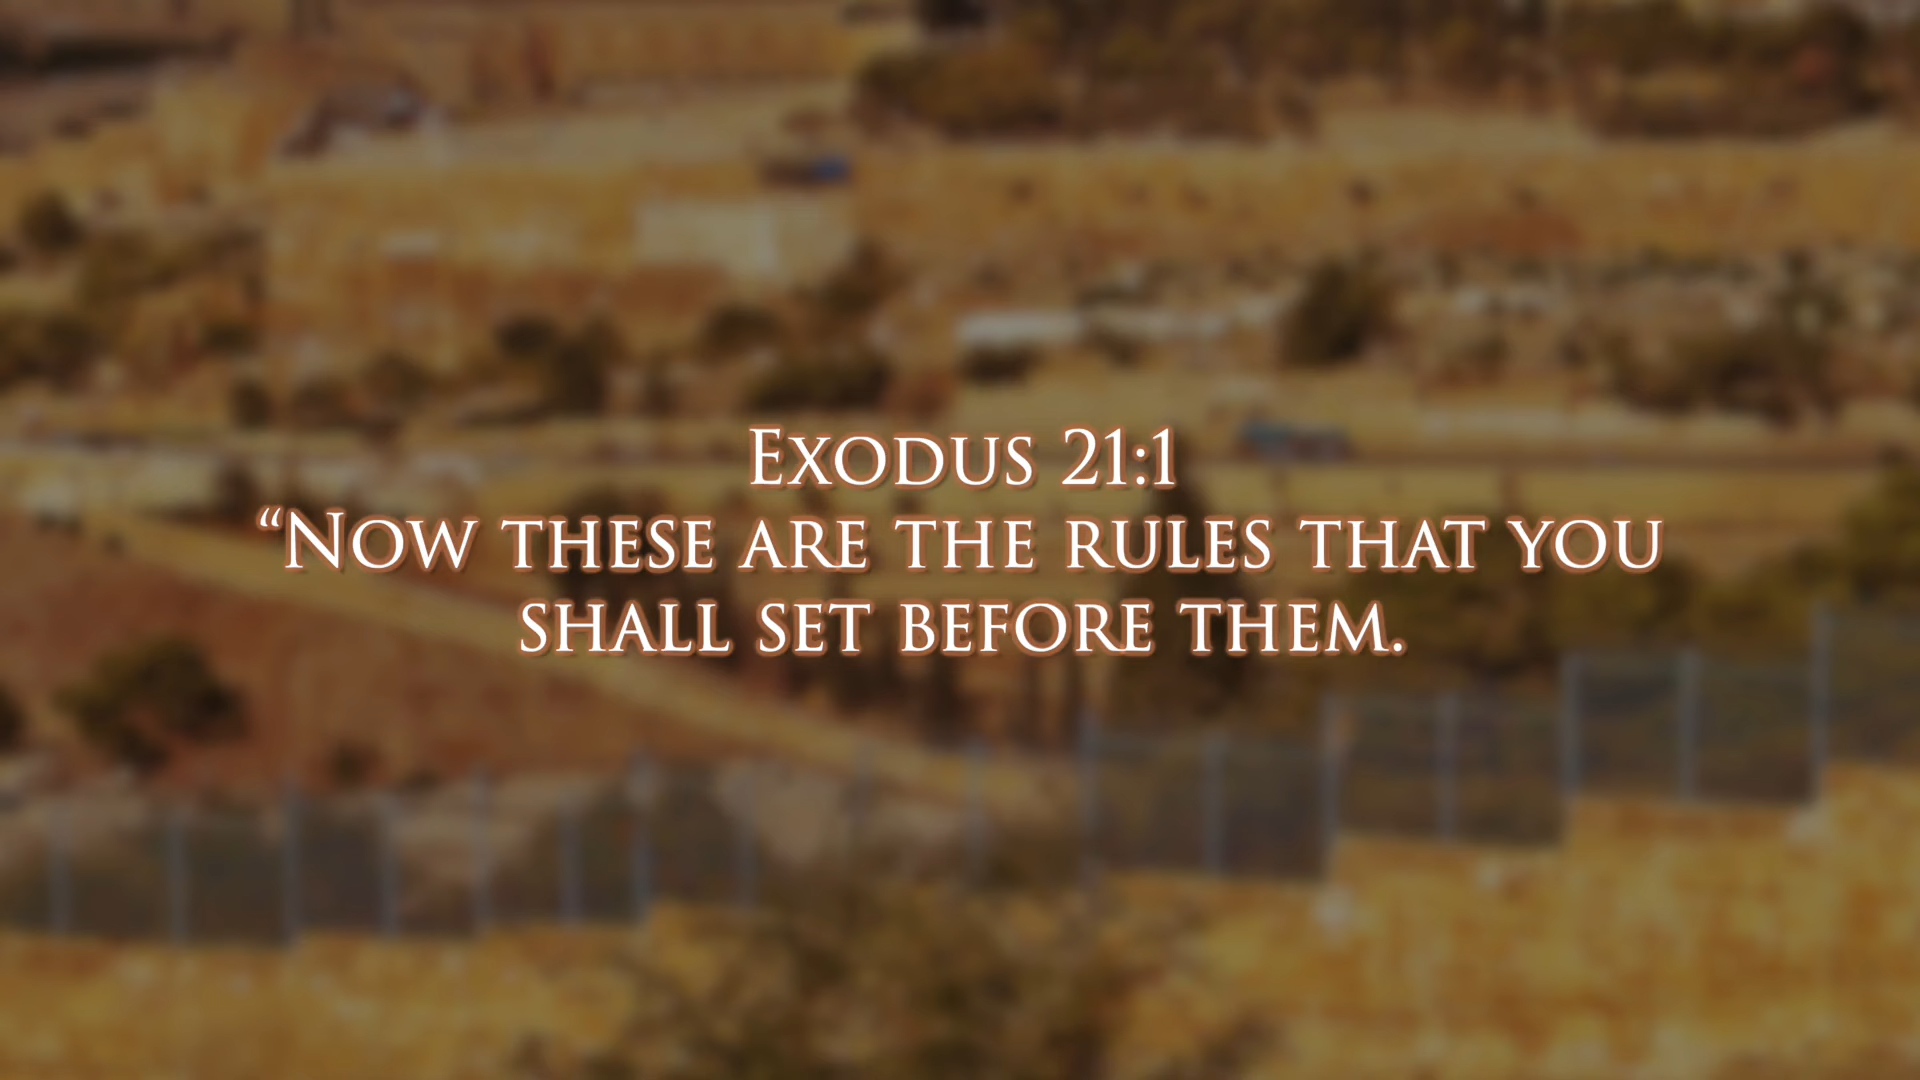 Exodus 21:1
“Now these are the rules that you
shall set before them.